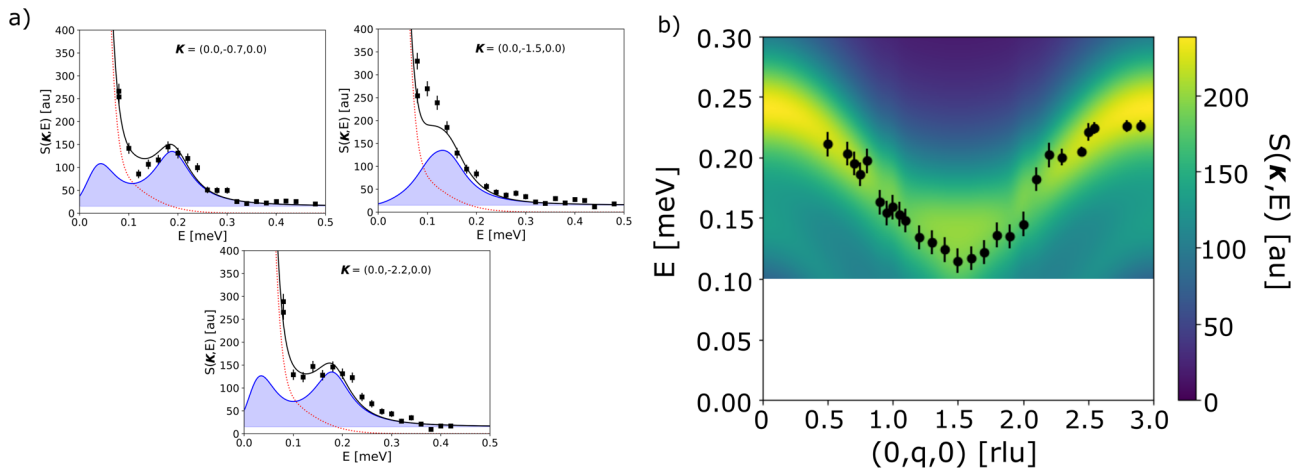 a)
400
350
300
250
200
150
100
50
0
S(κ,E) [au]
κ = (0.0,-0.7,0.0)
0.0 0.1 0.2 0.3 0.4 0.5
E [meV]
400
350
300
250
200
150
100
50
0
S(κ,E) [au]
κ = (0.0,-1.5,0.0)
0.0 0.1 0.2 0.3 0.4 0.5
E [meV]
400
350
300
250
200
150
100
50
0
S(κ,E) [au]
κ = (0.0,-2.2,0.0)
0.0 0.1 0.2 0.3 0.4 0.5
E [meV]
b)
0.30
0.25
0.20
0.15
0.10
0.05
0.00
E [meV]
0 0.5 1.0 1.5 2.0 2.5 3.0
(0,q,0) [rlu]
200
150
100
50
0
S(κ,E) [au]